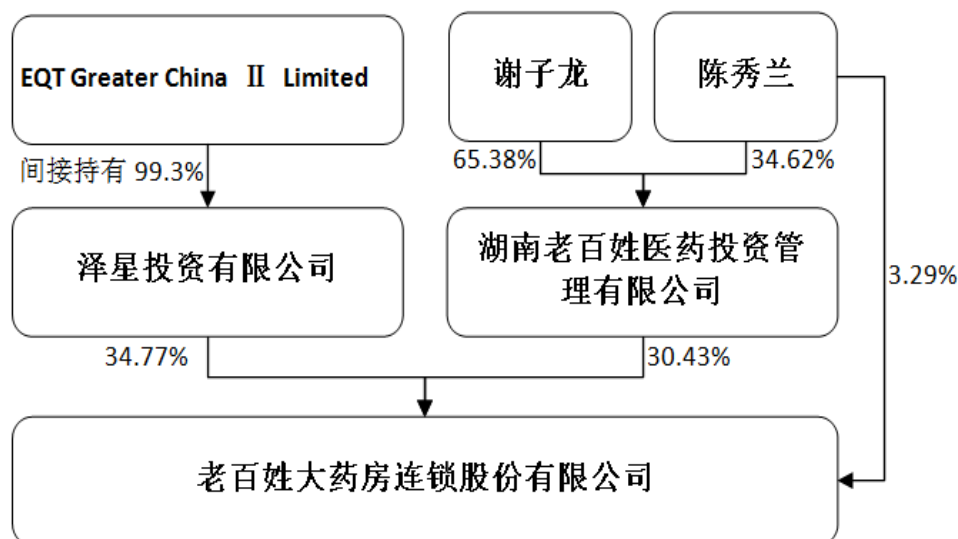 EQT Greater China Ⅱ Limited
谢子龙
陈秀兰
间接持有 99.3%
65.38%
34.62%
泽星投资有限公司
湖南老百姓医药投资管
理有限公司
3.29%
34.77%
30.43%
老百姓大药房连锁股份有限公司